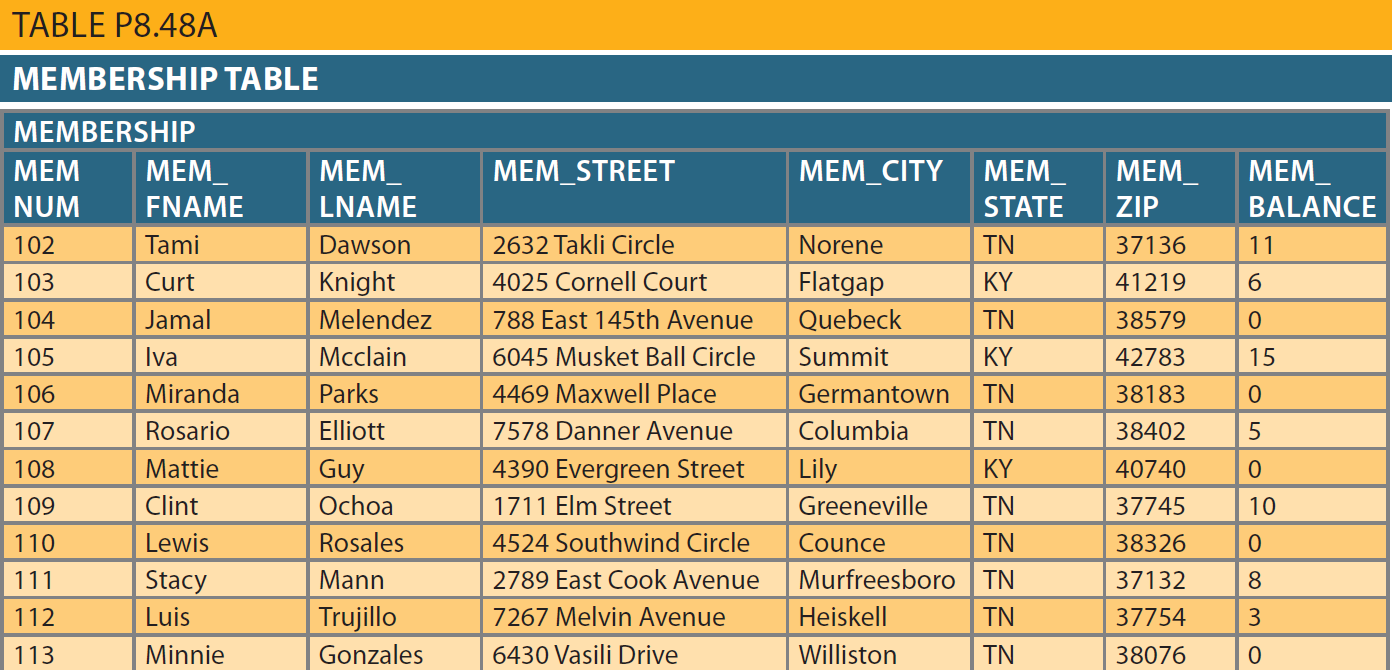 TABLE P8.48A
MEMBERSHIP TABLE
MEMBERSHIP
MEM NUM MEM_ FNAME MEM_ LNAME MEM_STREET MEM_CITY MEM_ STATE MEM_ ZIP MEM_ BALANCE
102 Tami Dawson 2632 Takli Circle Norene TN 37136 11
103 Curt Knight 4025 Cornell Court Flatgap KY 41219 6
104 Jamal Melendez 788 East 145th Avenue Quebeck TN 38579 0
105 Iva Mcclain 6045 Musket Ball Circle Summit KY 42783 15
106 Miranda Parks 4469 Maxwell Place Germantown TN 38183 0
107 Rosario Elliott 7578 Danner Avenue Columbia TN 38402 5
108 Mattie Guy 4390 Evergreen Street Lily KY 40740 0
109 Clint Ochoa 1711 Elm Street Greeneville TN 37745 10
110 Lewis Rosales 4524 Southwind Circle Counce TN 38326 0
111 Stacy Mann 2789 East Cook Avenue Murfreesboro TN 37132 8
112 Luis Trujillo 7267 Melvin Avenue Heiskell TN 37754 3
113 Minnie Gonzales 6430 Vasili Drive Williston TN 38076 0